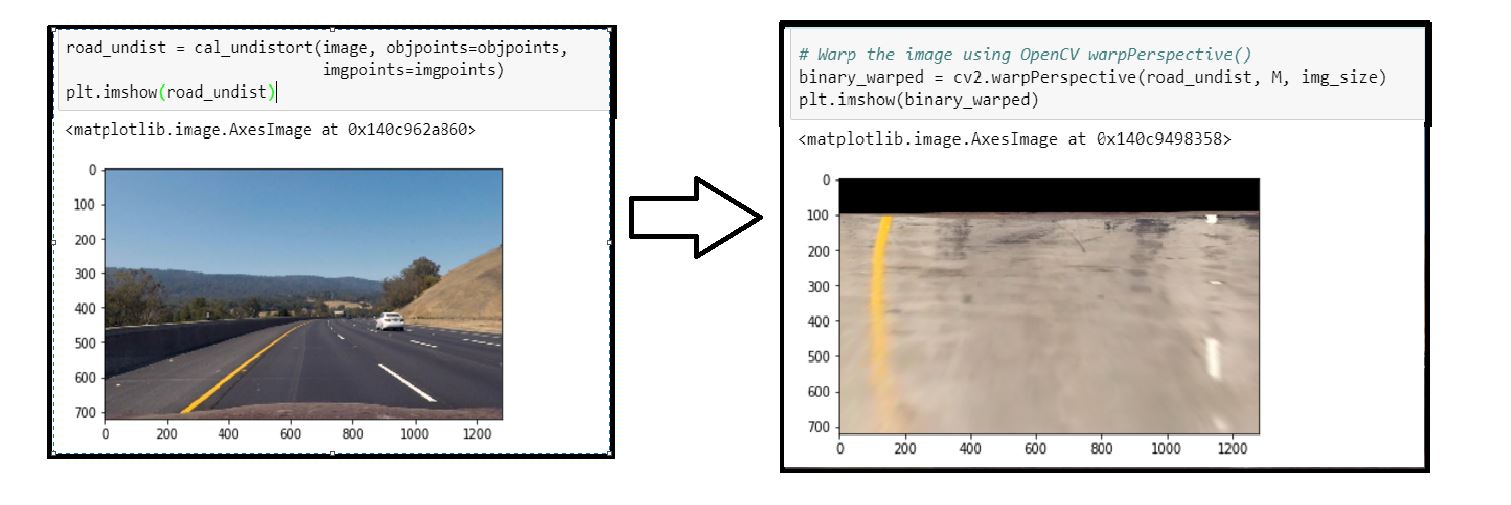 road_undist = cal_undistort(image, objpoints=objpoints,
imgpoints=imgpoints)
plt.imshow(road_undist)
<matplotlib.image.AxesImage at 0x140c962a860>
0
100
200
300
400
500
600
700
0 200 400 600 800 1000 1200
# Warp the image using OpenCV warpPerspective()
binary_warped = cv2.warpPerspective(road_undist, M, img_size)
plt.imshow(binary_warped)
<matplotlib.image.AxesImage at 0x140c9498358>
0
100
200
300
400
500
600
700
0 200 400 600 800 1000 1200